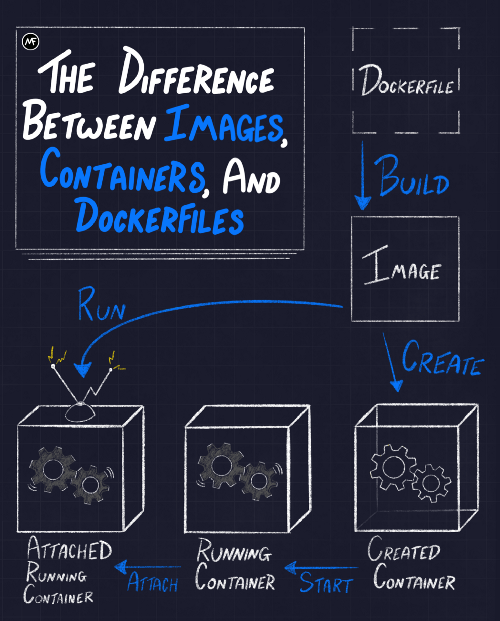 MF
THE DIFFERENCE
BETWEEN IMAGES,
CONTAINERS, AND
DOCKERFILES
DOCKERFILE
BUILD
IMAGE
RUN
CREATE
ATTACHED
RUNNING
CONTAINER
ATTACH
RUNNING
CONTAINER
START
CREATED
CONTAINER